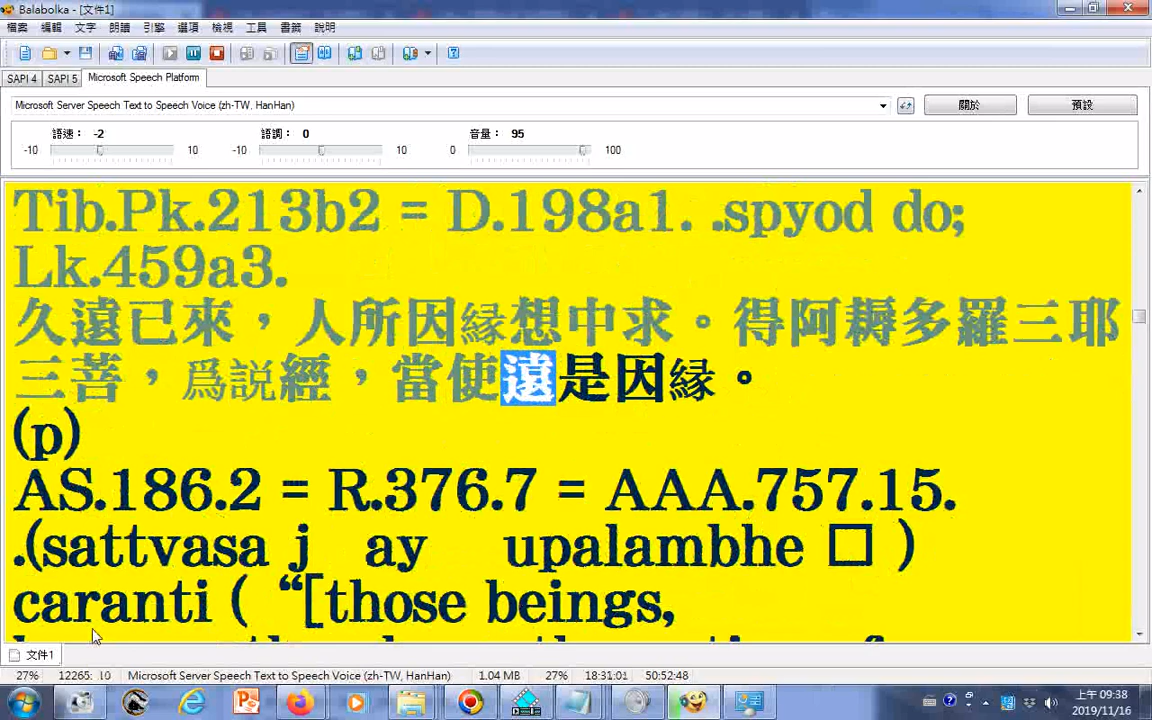 Balabolka - [文件1]
檔案 編輯 文字 朗讀 引擎 選項 檢視 工具 書籤 說明
SAPI 4 SAPI 5 Microsoft Speech Platform
Microsoft Server Speech Text to Speech Voice (zh-TW, HanHan) 關於 預設
語速： -2 語調： 0 音量： 95
-10 10 -10 10 0 100
Tib.Pk.213b2 = D.198a1. .spyod do;
Lk.459a3.
久遠已來，人所因縁想中求。得阿耨多羅三耶
三菩，爲説經，當使遠是因縁。
(p)
AS.186.2 = R.376.7 = AAA.757.15.
.(sattvasa j ay upalambhe □ )
caranti ( “[those beings,
文件1
27% 12265: 10 Microsoft Server Speech Text to Speech Voice (zh-TW, HanHan) 1.04 MB 27% 18:31:01 50:52:48
上午 09:38
2019/11/16